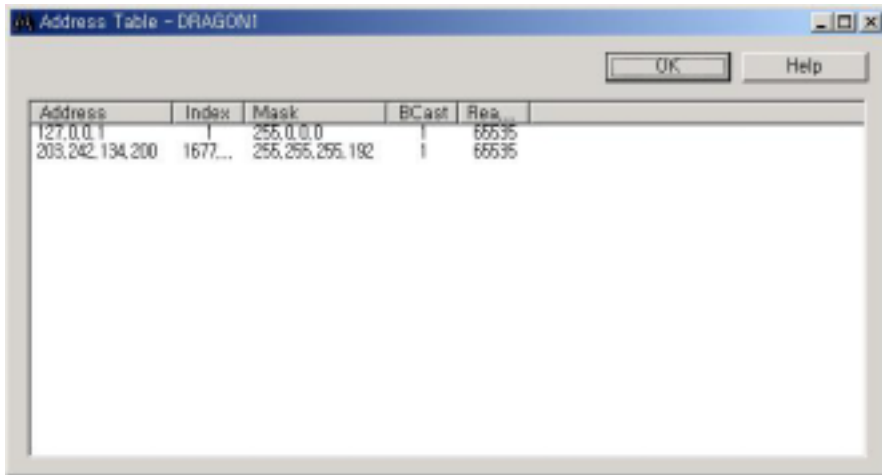 Address Table - DRAGON1
OK Help
Address Index Mask BCast Rea...
127.0.0.1 1 255.0.0.0 1 65535
203.242.134.200 1677... 255.255.255.192 1 65535